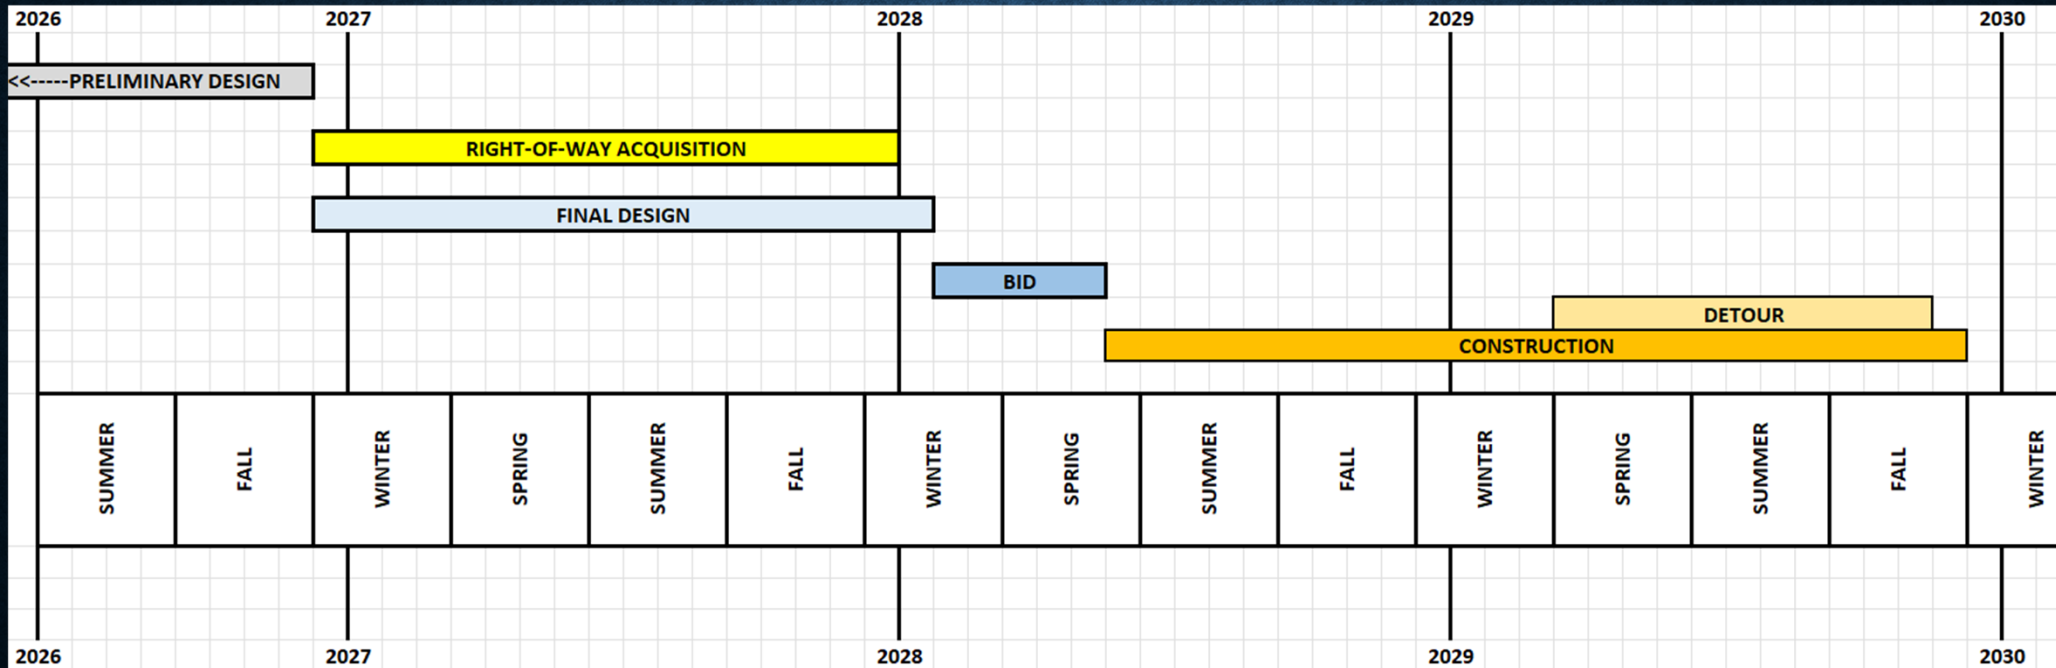 2026 2027 2028 2029 2030
<<-----PRELIMINARY DESIGN
RIGHT-OF-WAY ACQUISITION
FINAL DESIGN
BID
DETOUR
CONSTRUCTION
SUMMER FALL WINTER SPRING SUMMER FALL WINTER SPRING SUMMER FALL WINTER SPRING SUMMER FALL WINTER
2026 2027 2028 2029 2030